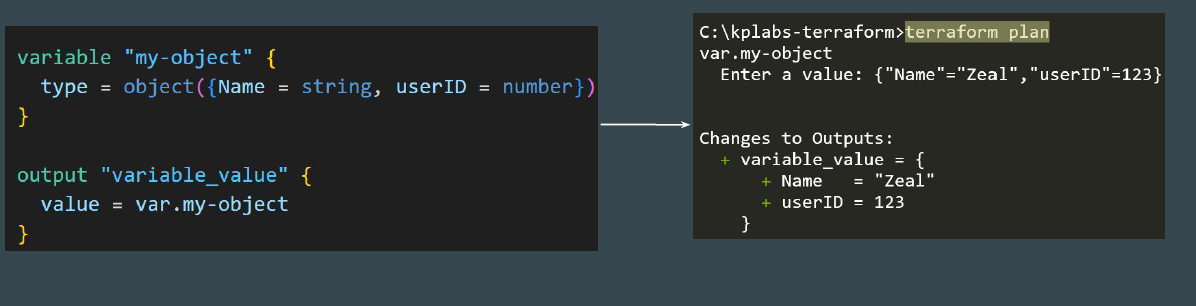 variable "my-object" {
  type = object({Name = string, userID = number})
}
output "variable_value" {
  value = var.my-object
}
C:\kplabs-terraform>terraform plan
var.my-object
  Enter a value: {"Name"="Zeal","userID"=123}
Changes to Outputs:
  + variable_value = {
      + Name   = "Zeal"
      + userID = 123
    }